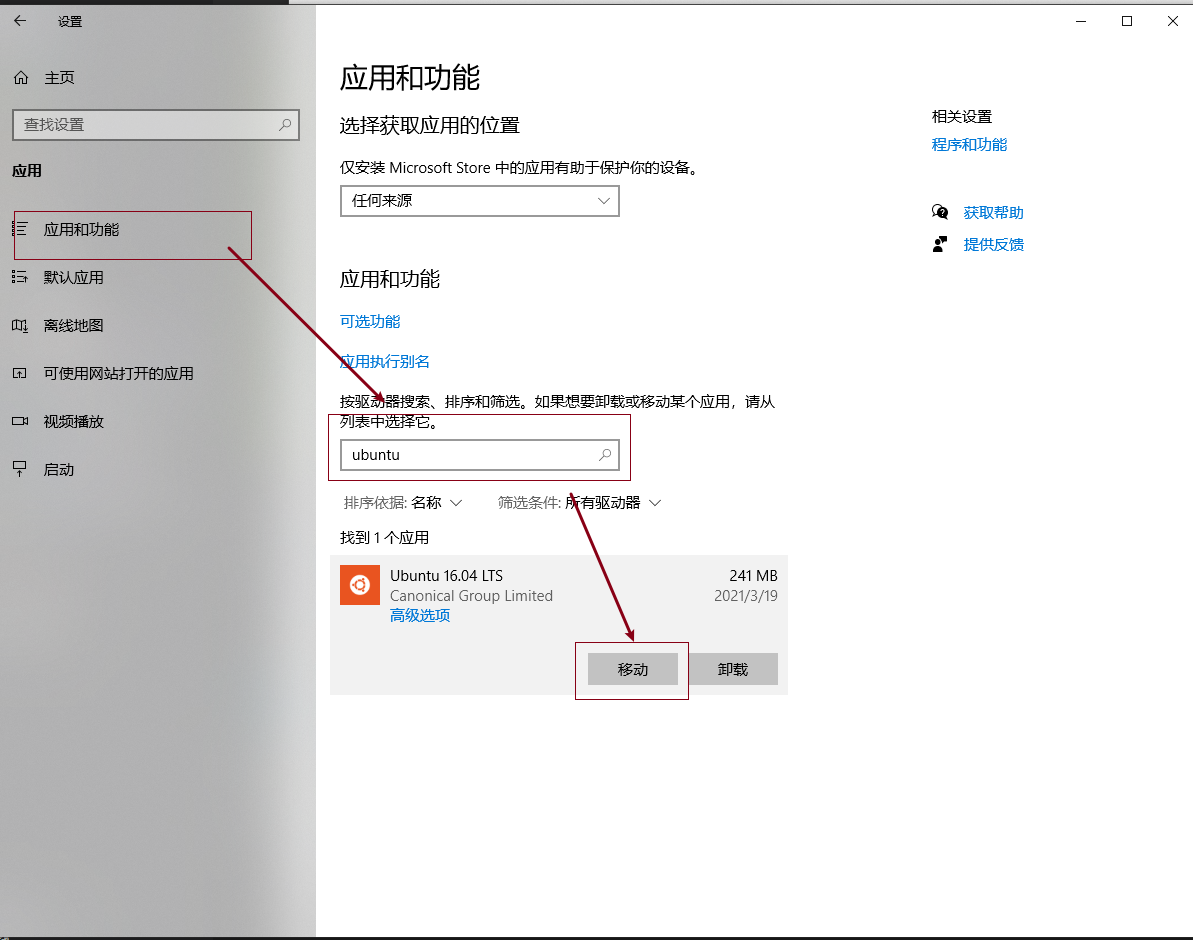 设置
主页
查找设置
应用
应用和功能
默认应用
离线地图
可使用网站打开的应用
视频播放
启动
应用和功能
选择获取应用的位置
仅安装 Microsoft Store 中的应用有助于保护你的设备。
任何来源
应用和功能
可选功能
应用执行别名
按驱动器搜索、排序和筛选。如果想要卸载或移动某个应用，请从
列表中选择它。
ubuntu
排序依据: 名称 筛选条件: 所有驱动器
找到 1 个应用
Ubuntu 16.04 LTS 241 MB
Canonical Group Limited 2021/3/19
高级选项
移动 卸载
相关设置
程序和功能
获取帮助
提供反馈